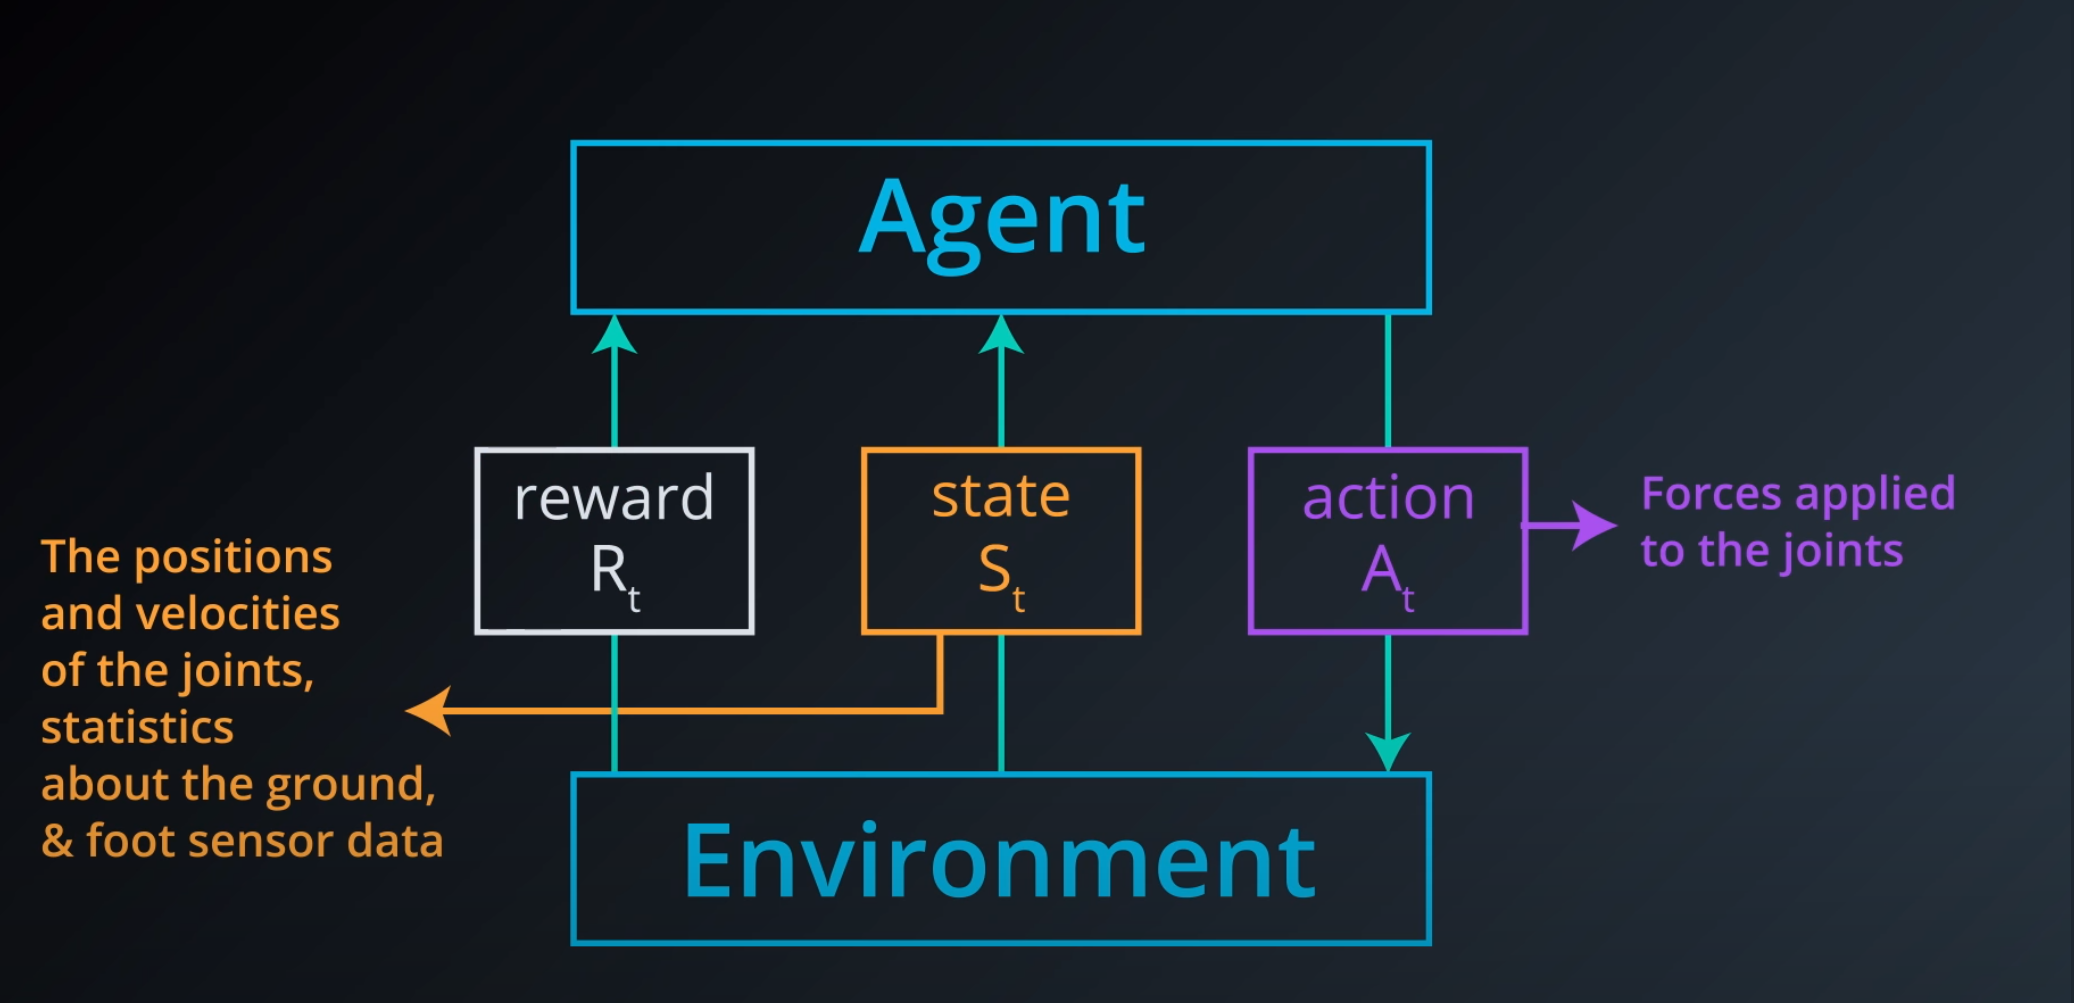 Agent
reward
R_t
state
S_t
action
A_t
Forces applied
to the joints
The positions
and velocities
of the joints,
statistics
about the ground,
& foot sensor data
Environment